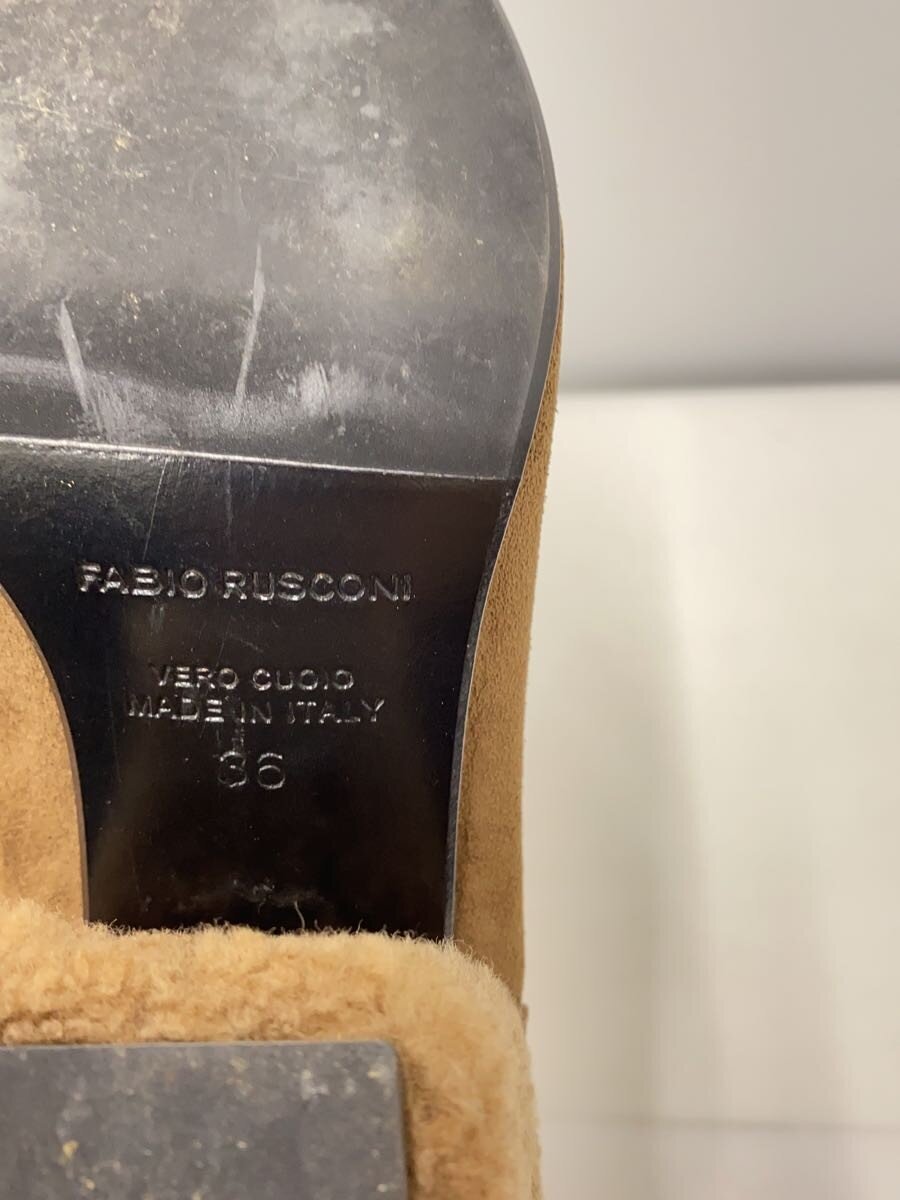 FABIO RUSCONI
VERO CUOIO
MADE IN ITALY
36